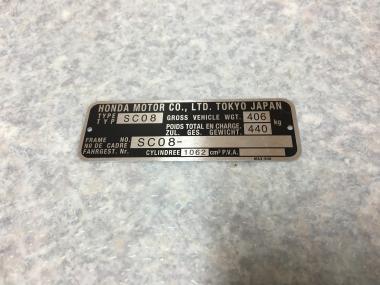 HONDA MOTOR CO., LTD. TOKYO JAPAN
TYPE
TYP
SC08
GROSS VEHICLE WGT. 406
POIDS TOTAL EN CHARGE.
ZUL. GES. GEWICHT.
440
kg
FRAME NO.
NO DE CADRE
FAHRGEST. Nr.
SC08-
CYLINDREE 1062 cm³ P.V.A.